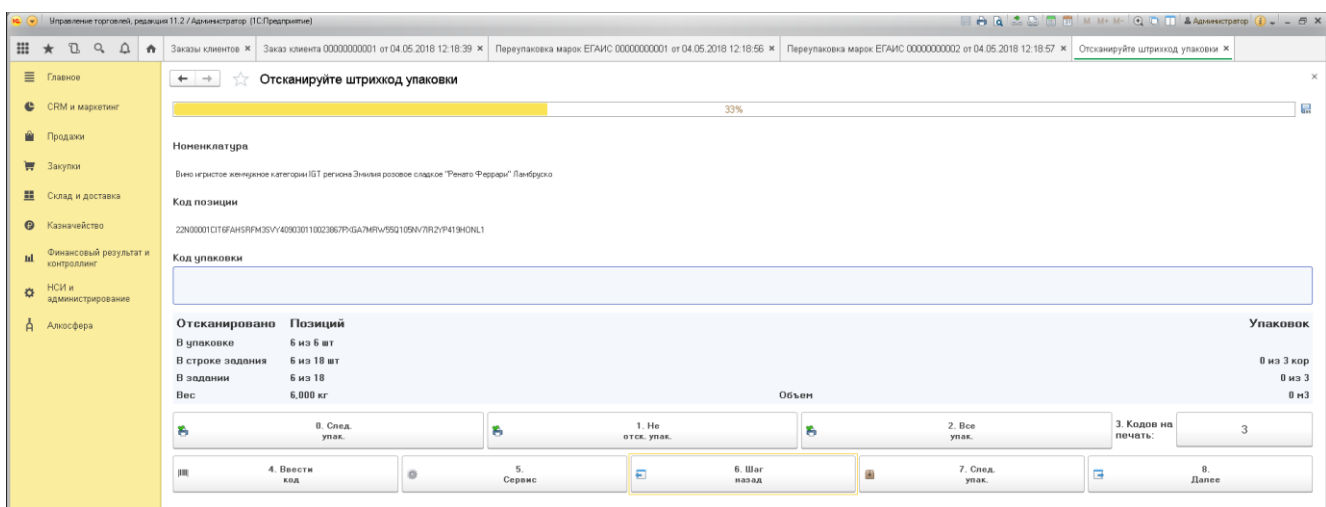 Управление торговлей, редакция 11.2 / Администратор (1С:Предприятие)
M M+ M- Администратор
Заказы клиентов × Заказ клиента 00000000001 от 04.05.2018 12:18:39 × Переупаковка марок ЕГАИС 00000000001 от 04.05.2018 12:18:56 × Переупаковка марок ЕГАИС 00000000002 от 04.05.2018 12:18:57 × Отсканируйте штрихкод упаковки ×
Главное
CRM и маркетинг
Продажи
Закупки
Склад и доставка
Казначейство
Финансовый результат и
контроллинг
НСИ и
администрирование
Алкосфера
Отсканируйте штрихкод упаковки
33%
Номенклатура
Вино игристое жемчужное категории IGT региона Эмилия розовое сладкое "Ренато Феррари" Ламбруско
Код позиции
22N00001CIT6FAHSRFM3SVY409030110023867PXGA7MRW55Q105NV7IR2YP419HONL1
Код упаковки
Отсканировано Позиций Упаковок
В упаковке 6 из 6 шт
В строке задания 6 из 18 шт 0 из 3 кор
В задании 6 из 18 0 из 3
Вес 6,000 кг Объем 0 м3
0. След.
упак.
1. Не
отск. упак.
2. Все
упак.
3. Кодов на
печать:
3
4. Ввести
код
5.
Сервис
6. Шаг
назад
7. След.
упак.
8.
Далее